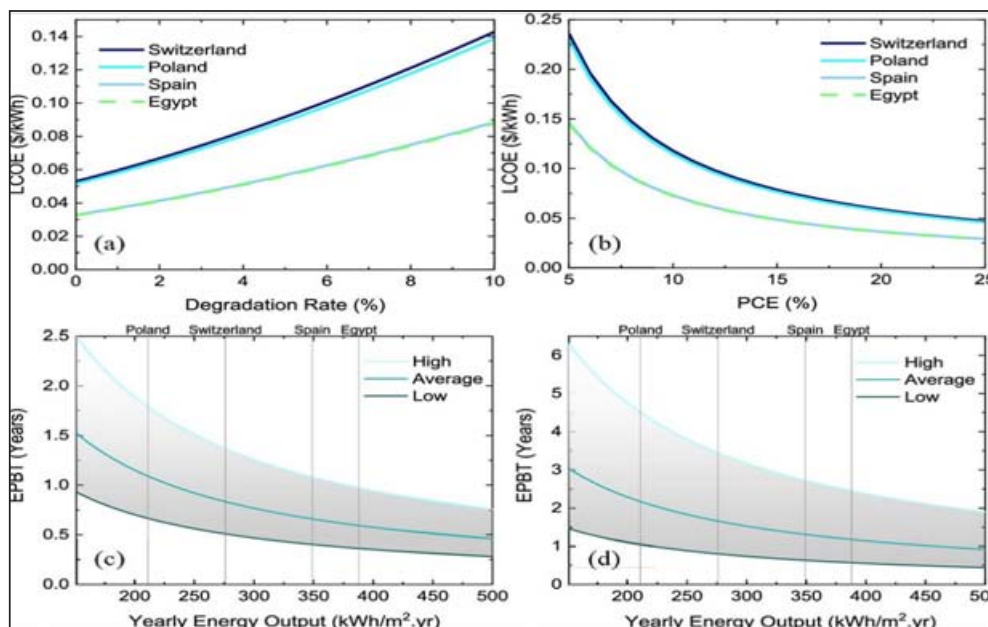 0.14
0.12
0.10
0.08
0.06
0.04
0.02
0.00
LCOE ($/kWh)
Switzerland
Poland
Spain
Egypt
(a)
0 2 4 6 8 10
Degradation Rate (%)
0.25
0.20
0.15
0.10
0.05
0.00
LCOE ($/kWh)
Switzerland
Poland
Spain
Egypt
(b)
5 10 15 20 25
PCE (%)
Poland Switzerland Spain Egypt
2.5
2.0
1.5
1.0
0.5
0.0
EPBT (Years)
High
Average
Low
(c)
200 250 300 350 400 450 500
Yearly Energy Output (kWh/m².yr)
Poland Switzerland Spain Egypt
6
5
4
3
2
1
0
EPBT (Years)
High
Average
Low
(d)
200 250 300 350 400 450 500
Yearly Energy Output (kWh/m².yr)